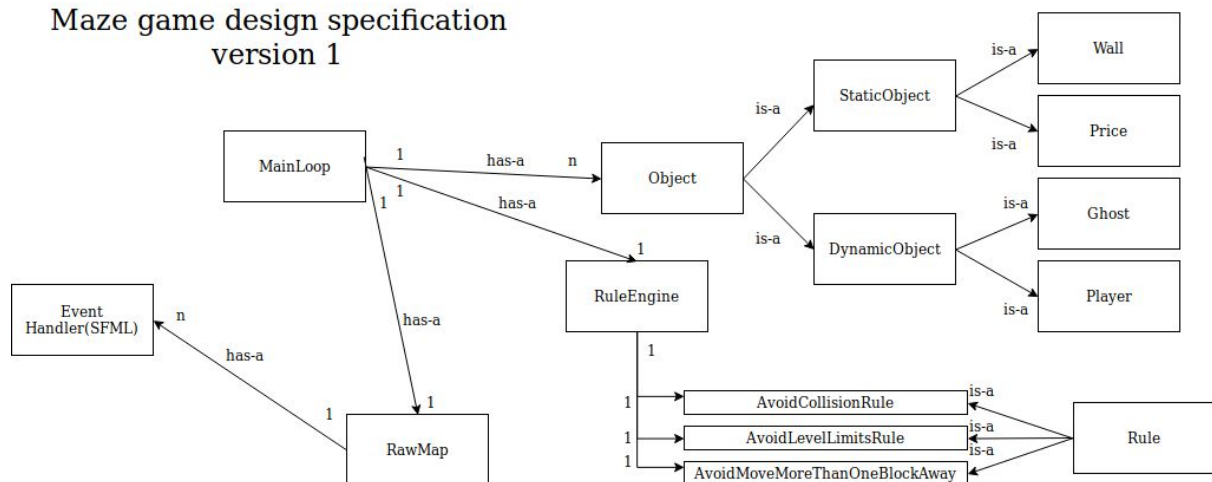 Maze game design specification
version 1
MainLoop
1
has-a
n
1
has-a
1
1
has-a
1
Object
is-a
is-a
StaticObject
is-a
is-a
Wall
Price
DynamicObject
is-a
is-a
Ghost
Player
RuleEngine
1
1
1
1
AvoidCollisionRule
AvoidLevelLimitsRule
AvoidMoveMoreThanOneBlockAway
is-a
is-a
is-a
Rule
Event
Handler(SFML)
n
has-a
1
RawMap